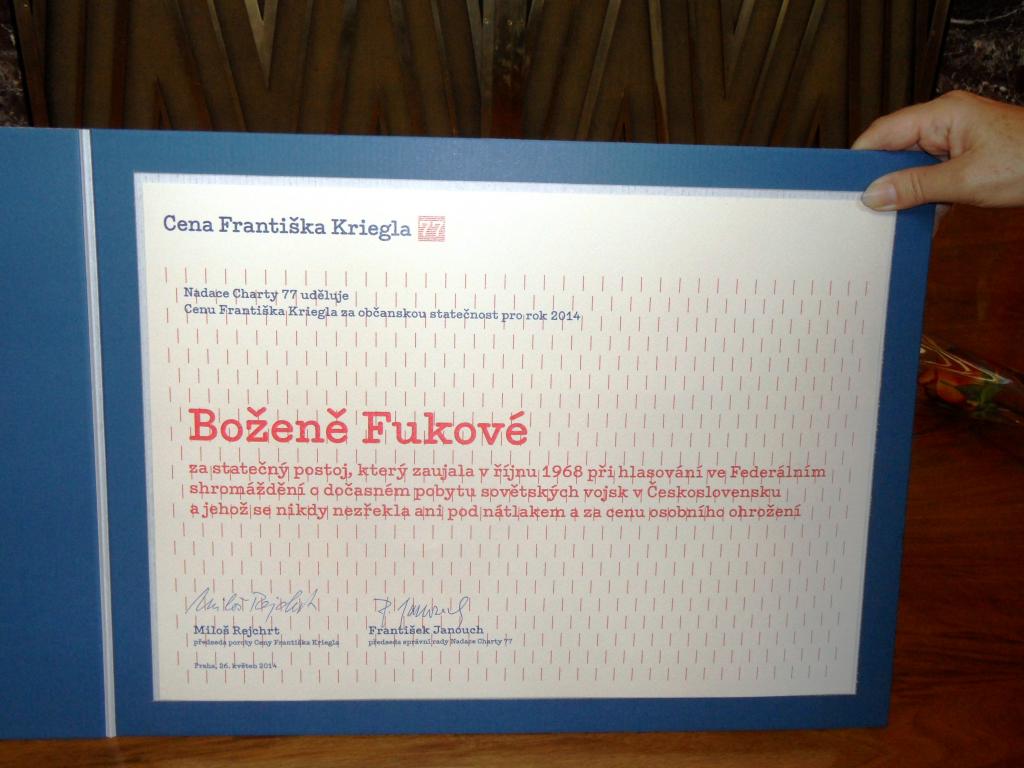 Cena Františka Kriegla 77
Nadace Charty 77 uděluje
Cenu Františka Kriegla za občanskou statečnost pro rok 2014
Boženě Fukové
za statečný postoj, který zaujala v říjnu 1968 při hlasování ve Federálním
shromáždění o dočasném pobytu sovětských vojsk v Československu
a jehož se nikdy nezřekla ani pod nátlakem a za cenu osobního ohrožení
Miloš Rejchrt
F. Janouch
Miloš Rejchrt
František Janouch
předseda poroty Ceny Františka Kriegla
předseda správní rady Nadace Charty 77
Praha, 26. květen 2014